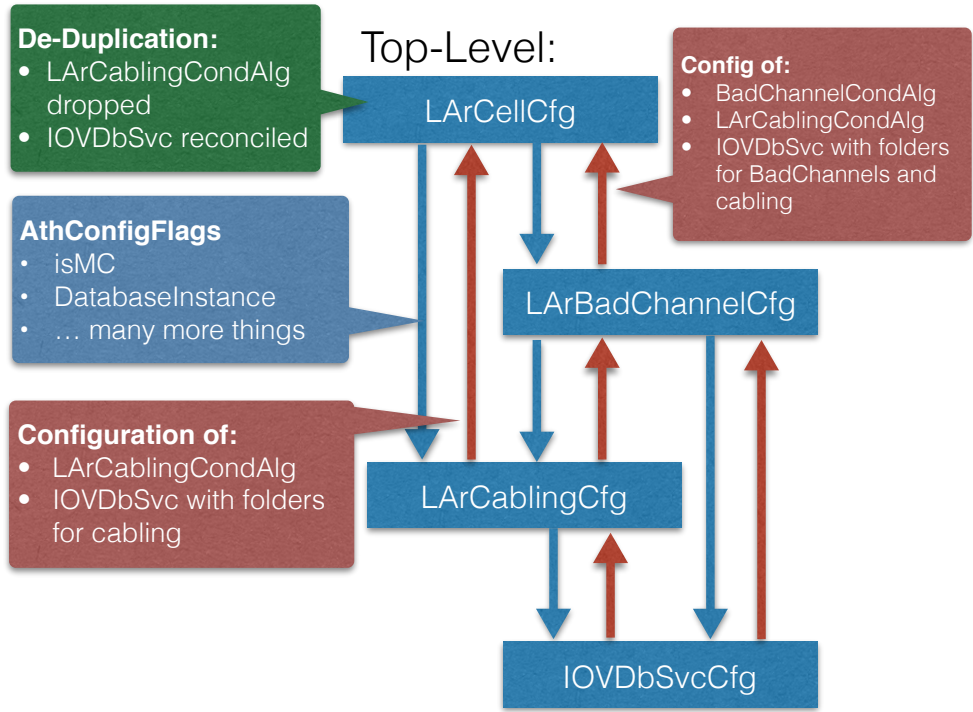 De-Duplication:
• LArCablingCondAlg
dropped
• IOVDbSvc reconciled
Top-Level:
LArCellCfg
Config of:
• BadChannelCondAlg
• LArCablingCondAlg
• IOVDbSvc with folders
for BadChannels and
cabling
AthConfigFlags
• isMC
• DatabaseInstance
• … many more things
LArBadChannelCfg
Configuration of:
• LArCablingCondAlg
• IOVDbSvc with folders
for cabling
LArCablingCfg
IOVDbSvcCfg